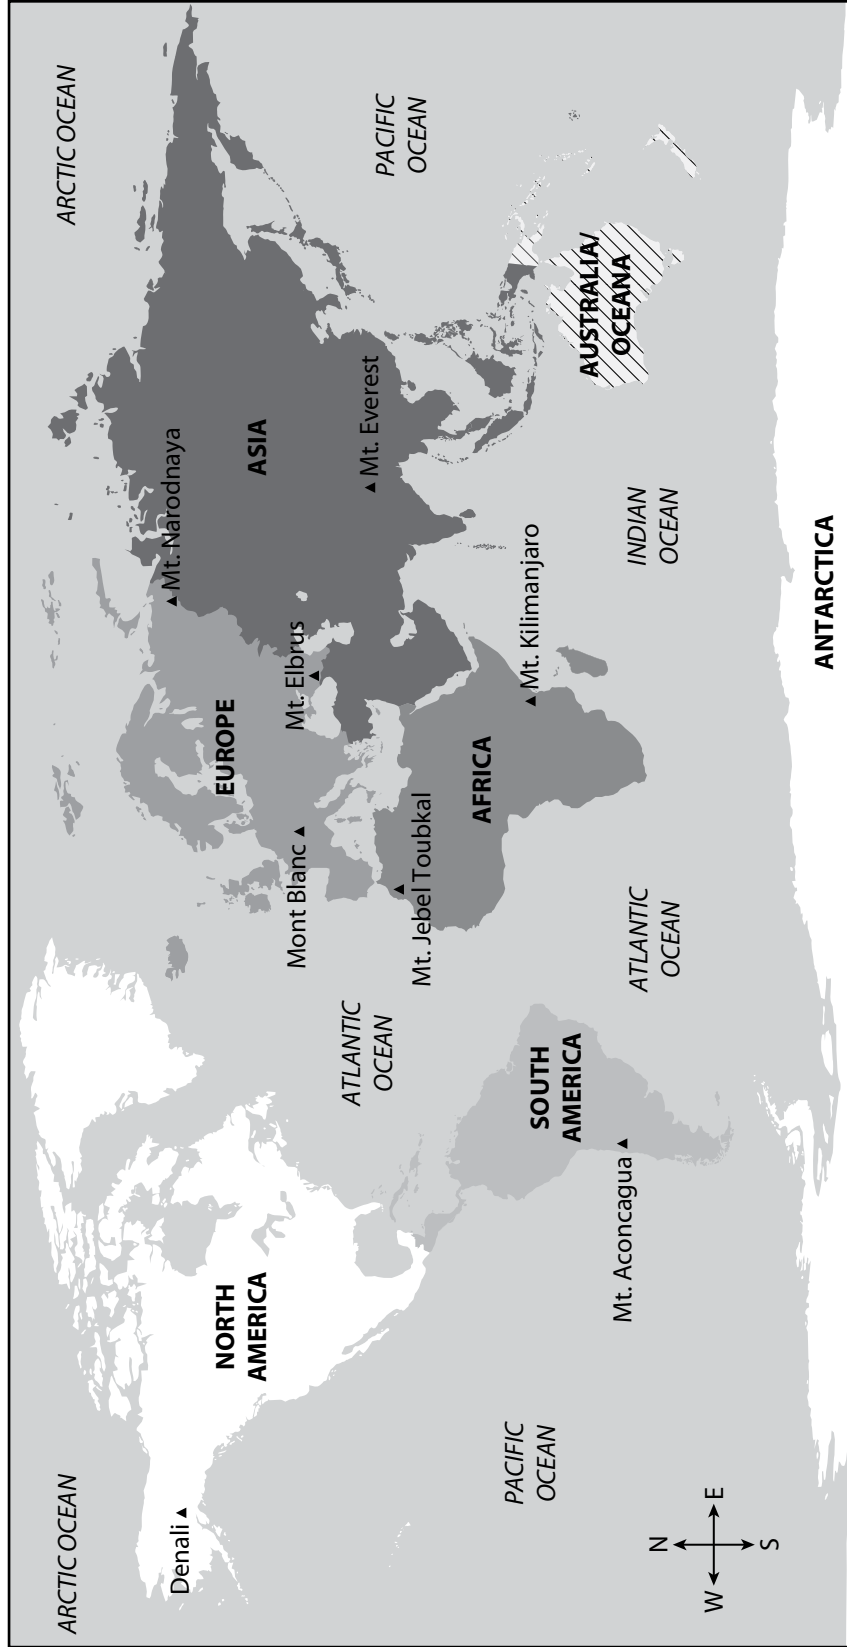 ARCTIC OCEAN
ARCTIC OCEAN
Denali
NORTH
AMERICA
EUROPE
Mt. Narodnaya
ASIA
Mont Blanc
Mt. Elbrus
Mt. Everest
PACIFIC
OCEAN
ATLANTIC
OCEAN
Mt. Jebel Toubkal
AFRICA
PACIFIC
OCEAN
SOUTH
AMERICA
Mt. Kilimanjaro
AUSTRALIA/
OCEANA
Mt. Aconcagua
ATLANTIC
OCEAN
INDIAN
OCEAN
N
W
E
S
ANTARCTICA